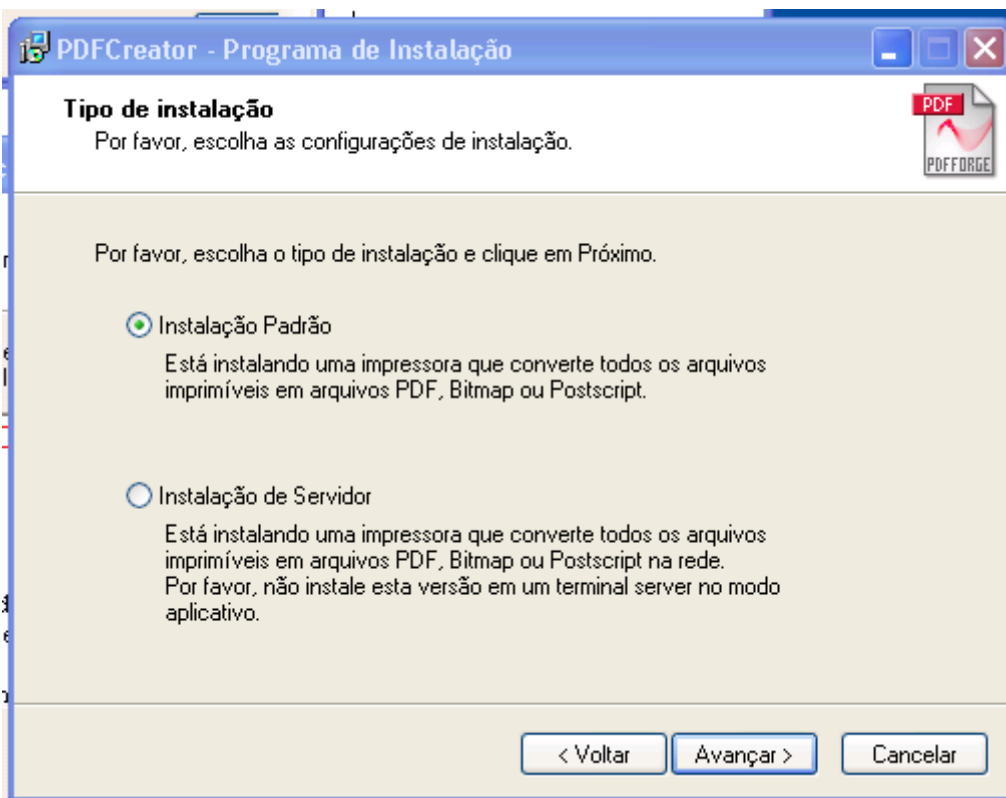 PDFCreator - Programa de Instalação
Tipo de instalação
Por favor, escolha as configurações de instalação.
PDF
PDFFORGE
Por favor, escolha o tipo de instalação e clique em Próximo.
Instalação Padrão
Está instalando uma impressora que converte todos os arquivos
imprimíveis em arquivos PDF, Bitmap ou Postscript.
Instalação de Servidor
Está instalando uma impressora que converte todos os arquivos
imprimíveis em arquivos PDF, Bitmap ou Postscript na rede.
Por favor, não instale esta versão em um terminal server no modo
aplicativo.
< Voltar
Avançar >
Cancelar